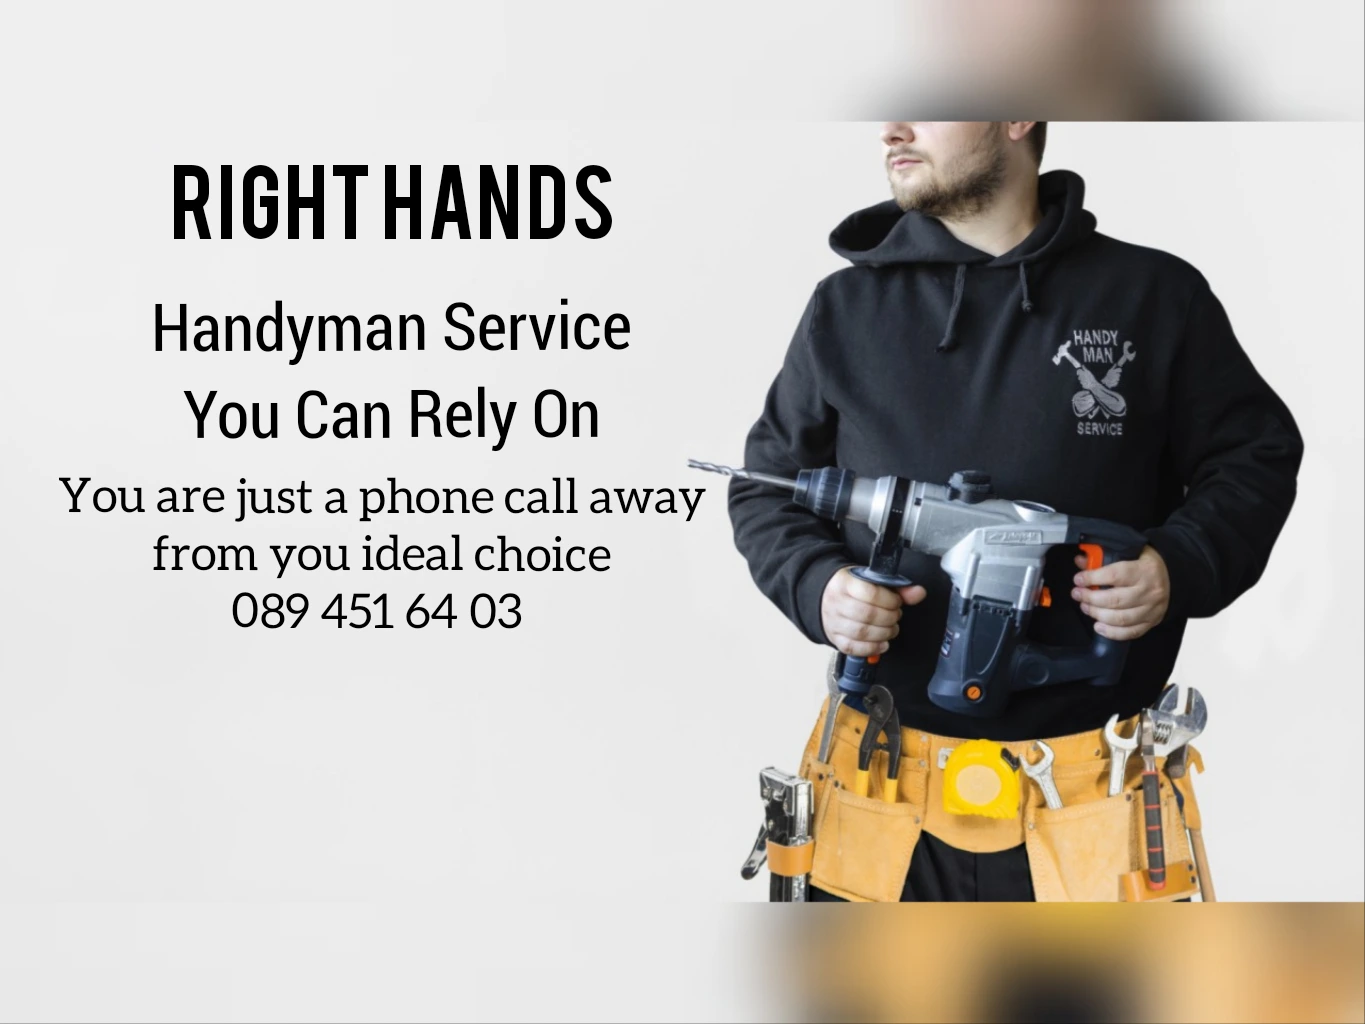 RIGHT HANDS
Handyman Service
You Can Rely On
You are just a phone call away
from you ideal choice
089 451 64 03
HANDY
MAN
SERVICE